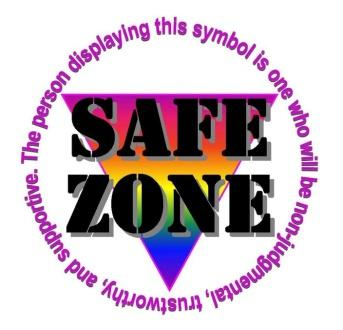 SAFE
ZONE
The person displaying this symbol is one who will be non-judgmental, trustworthy, and supportive.